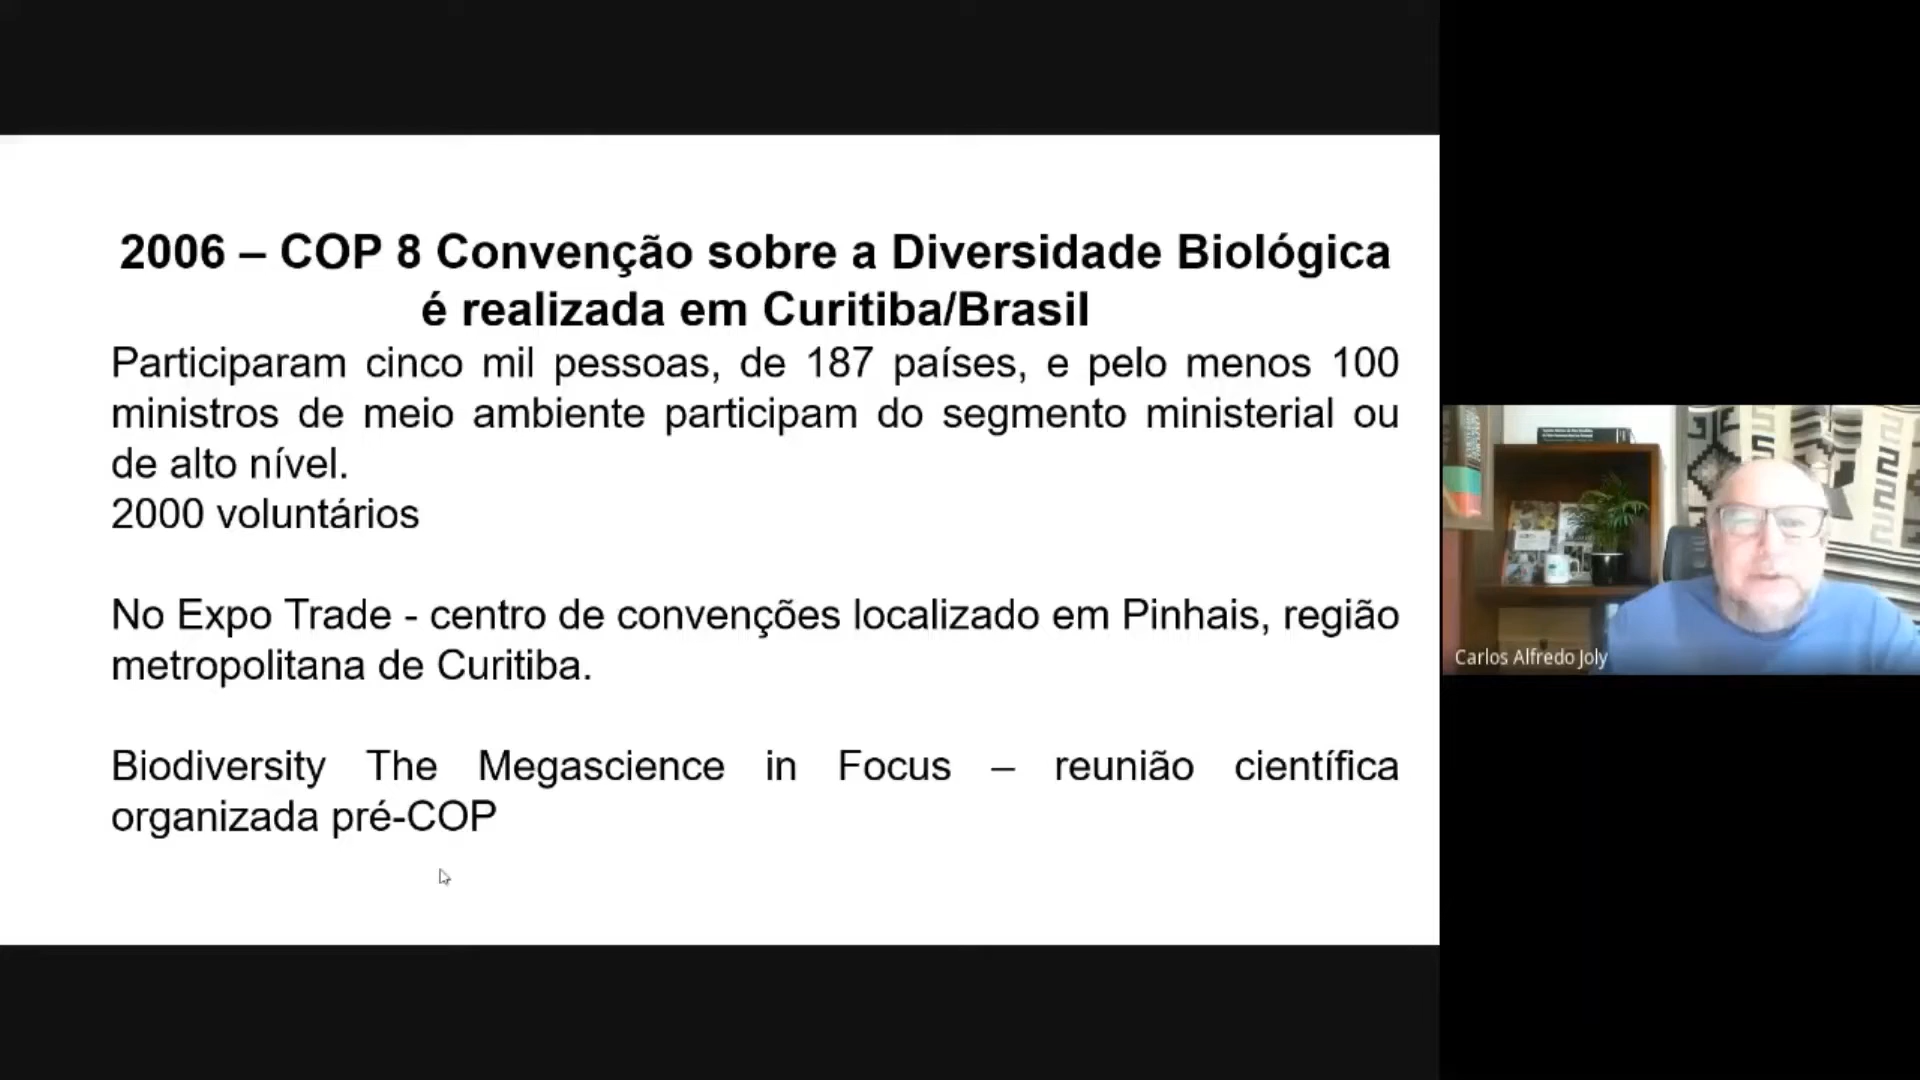 2006 – COP 8 Convenção sobre a Diversidade Biológica
é realizada em Curitiba/Brasil
Participaram cinco mil pessoas, de 187 países, e pelo menos 100
ministros de meio ambiente participam do segmento ministerial ou
de alto nível.
2000 voluntários
No Expo Trade - centro de convenções localizado em Pinhais, região
metropolitana de Curitiba.
Biodiversity The Megascience in Focus – reunião científica
organizada pré-COP
Carlos Alfredo Joly